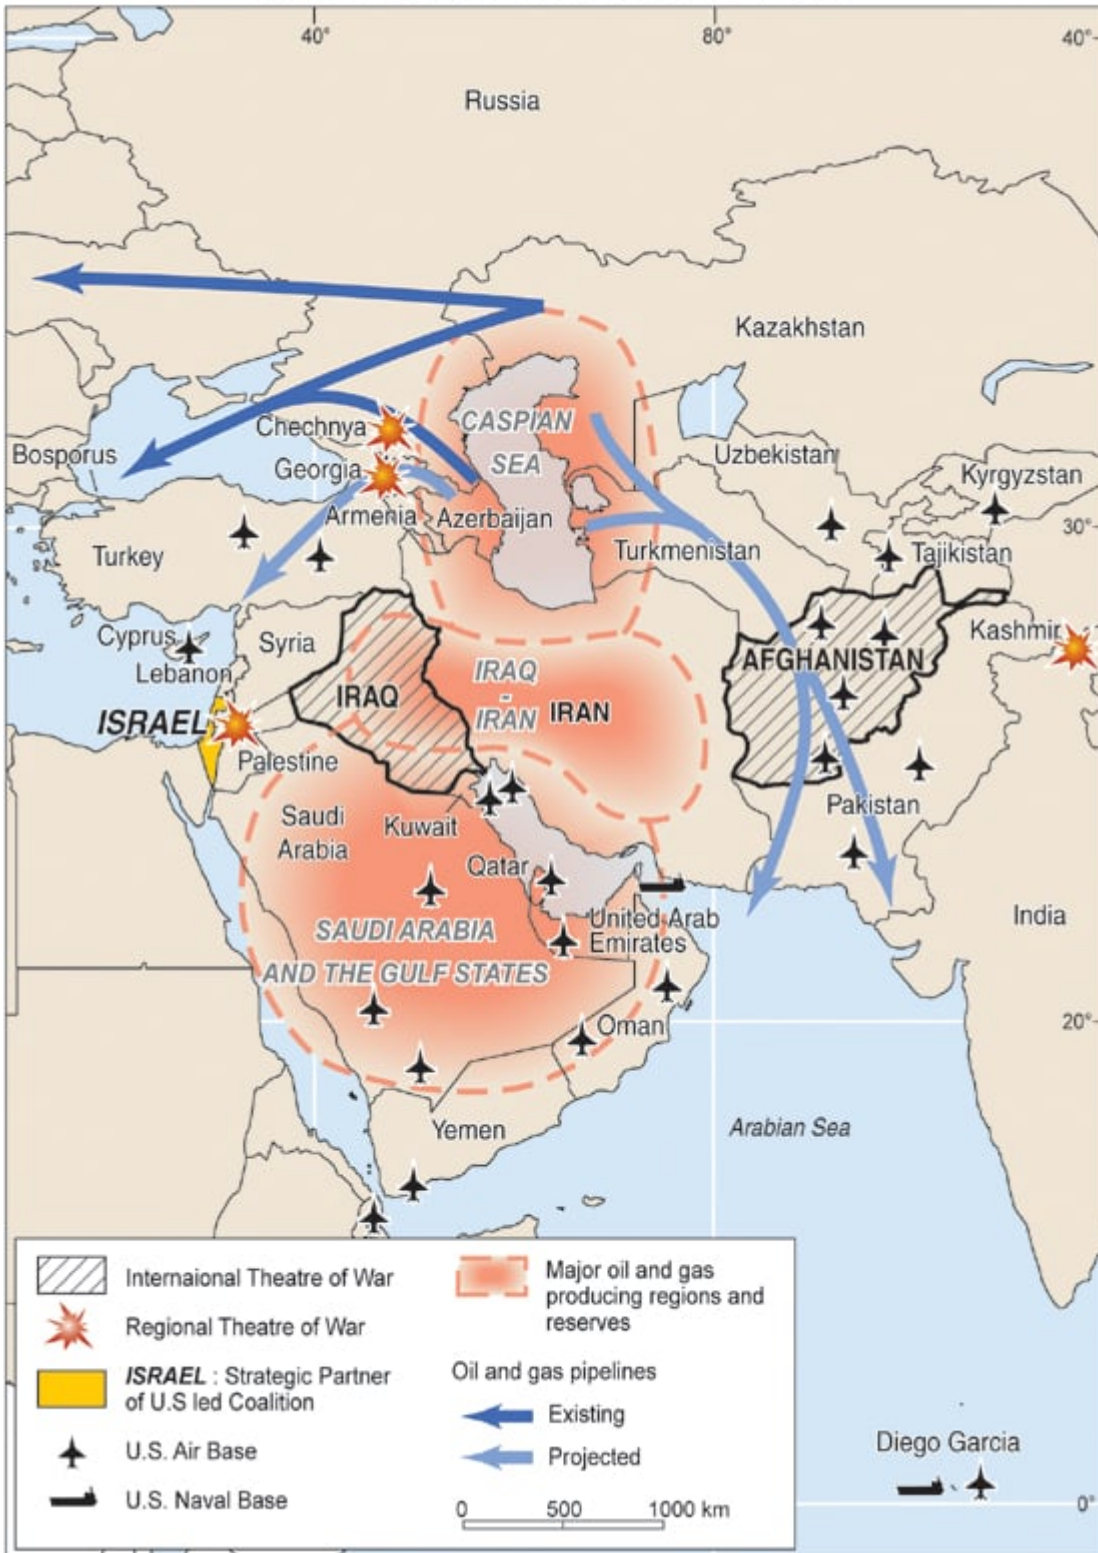 40°
80°
40°
Russia
Kazakhstan
CASPIAN
SEA
Chechnya
Bosporus
Georgia
Uzbekistan
Kyrgyzstan
Armenia
Azerbaijan
30°
Turkey
Turkmenistan
Tajikistan
Cyprus
Syria
Kashmir
Lebanon
AFGHANISTAN
IRAQ
IRAQ
-
IRAN
IRAN
ISRAEL
Palestine
Saudi
Arabia
Kuwait
Pakistan
Qatar
United Arab
Emirates
India
SAUDI ARABIA
AND THE GULF STATES
Oman
20°
Yemen
Arabian Sea
Internaional Theatre of War
Regional Theatre of War
ISRAEL : Strategic Partner
of U.S led Coalition
U.S. Air Base
U.S. Naval Base
Major oil and gas
producing regions and
reserves
Oil and gas pipelines
Existing
Projected
0 500 1000 km
Diego Garcia
0°